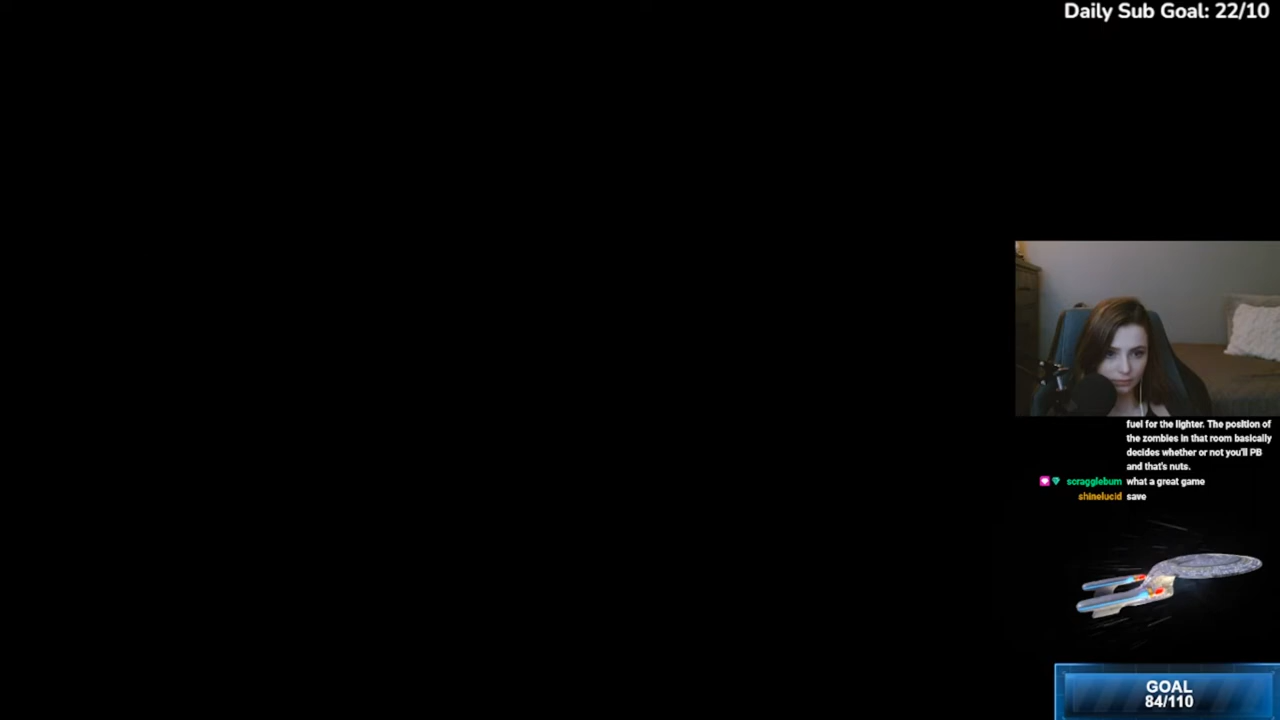 Daily Sub Goal: 22/10
fuel for the lighter. The position of
the zombies in that room basically
decides whether or not you'll PB
and that's nuts.
scragglebum what a great game
shinelucid save
GOAL
84/110